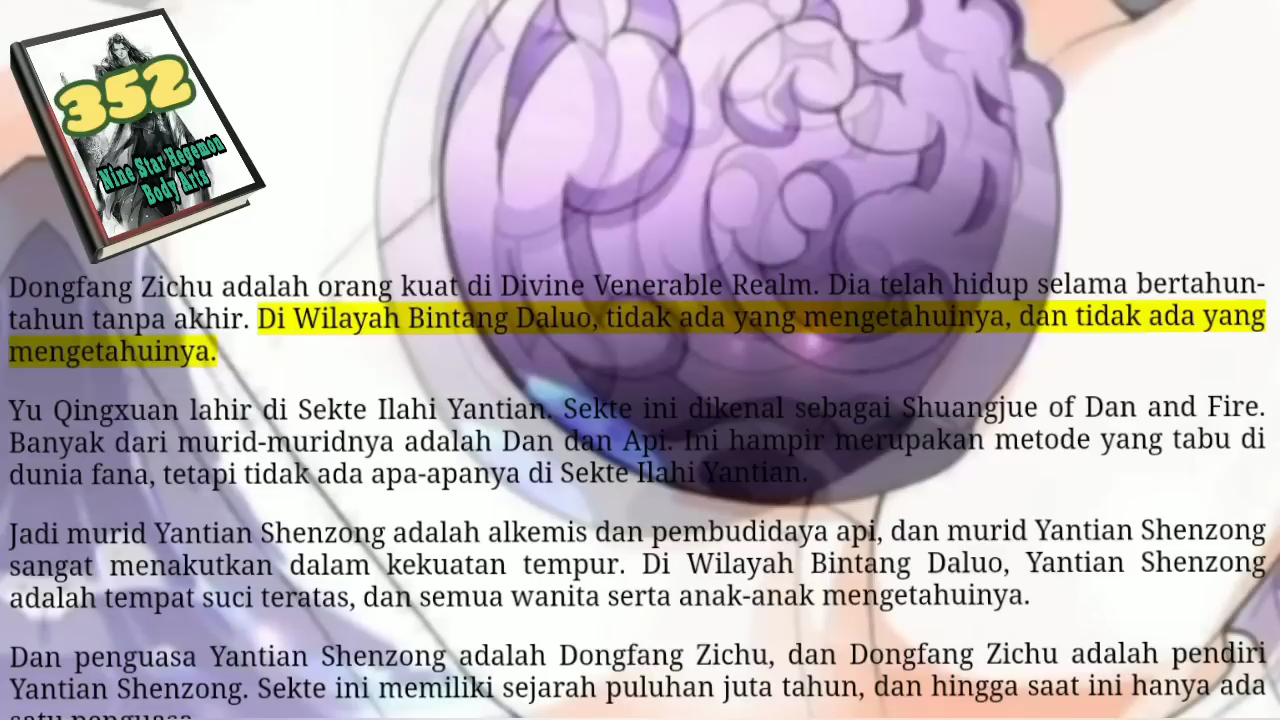 352
Nine Star Hegemon
Body Arts
Dongfang Zichu adalah orang kuat di Divine Venerable Realm. Dia telah hidup selama bertahun-
tahun tanpa akhir. Di Wilayah Bintang Daluo, tidak ada yang mengetahuinya, dan tidak ada yang
mengetahuinya.
Yu Qingxuan lahir di Sekte Ilahi Yantian. Sekte ini dikenal sebagai Shuangjue of Dan and Fire.
Banyak dari murid-muridnya adalah Dan dan Api. Ini hampir merupakan metode yang tabu di
dunia fana, tetapi tidak ada apa-apanya di Sekte Ilahi Yantian.
Jadi murid Yantian Shenzong adalah alkemis dan pembudidaya api, dan murid Yantian Shenzong
sangat menakutkan dalam kekuatan tempur. Di Wilayah Bintang Daluo, Yantian Shenzong
adalah tempat suci teratas, dan semua wanita serta anak-anak mengetahuinya.
Dan penguasa Yantian Shenzong adalah Dongfang Zichu, dan Dongfang Zichu adalah pendiri
Yantian Shenzong. Sekte ini memiliki sejarah puluhan juta tahun, dan hingga saat ini hanya ada
satu penguasa.